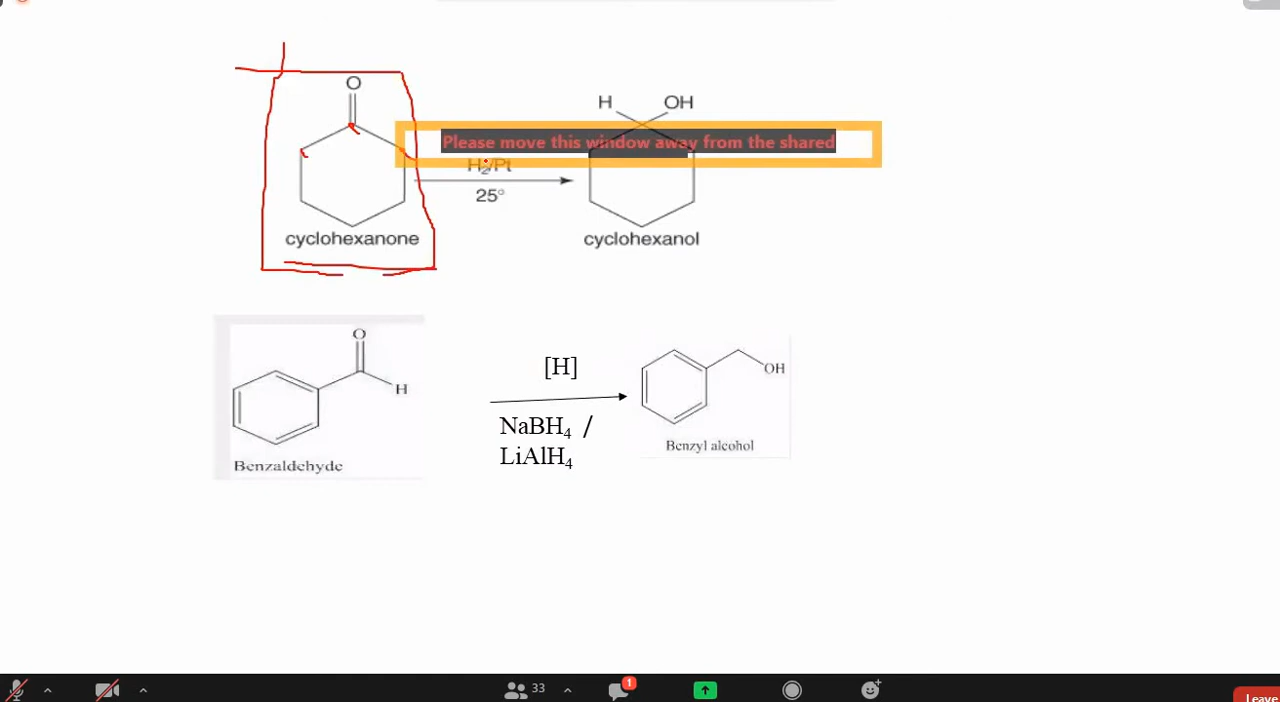 O
H OH
Please move this window away from the shared
H₂/Pt
25°
cyclohexanone
cyclohexanol
O
H
Benzaldehyde
[H]
NaBH₄ /
LiAlH₄
OH
Benzyl alcohol
33
1
Leave